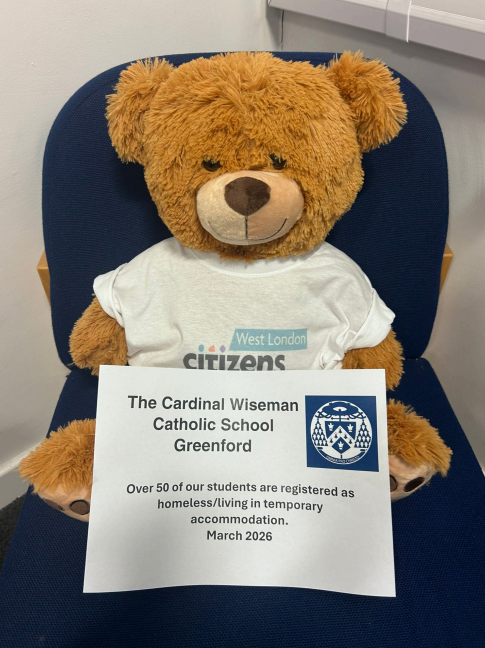 West London
citizens
The Cardinal Wiseman
Catholic School
Greenford
Over 50 of our students are registered as
homeless/living in temporary
accommodation.
March 2026